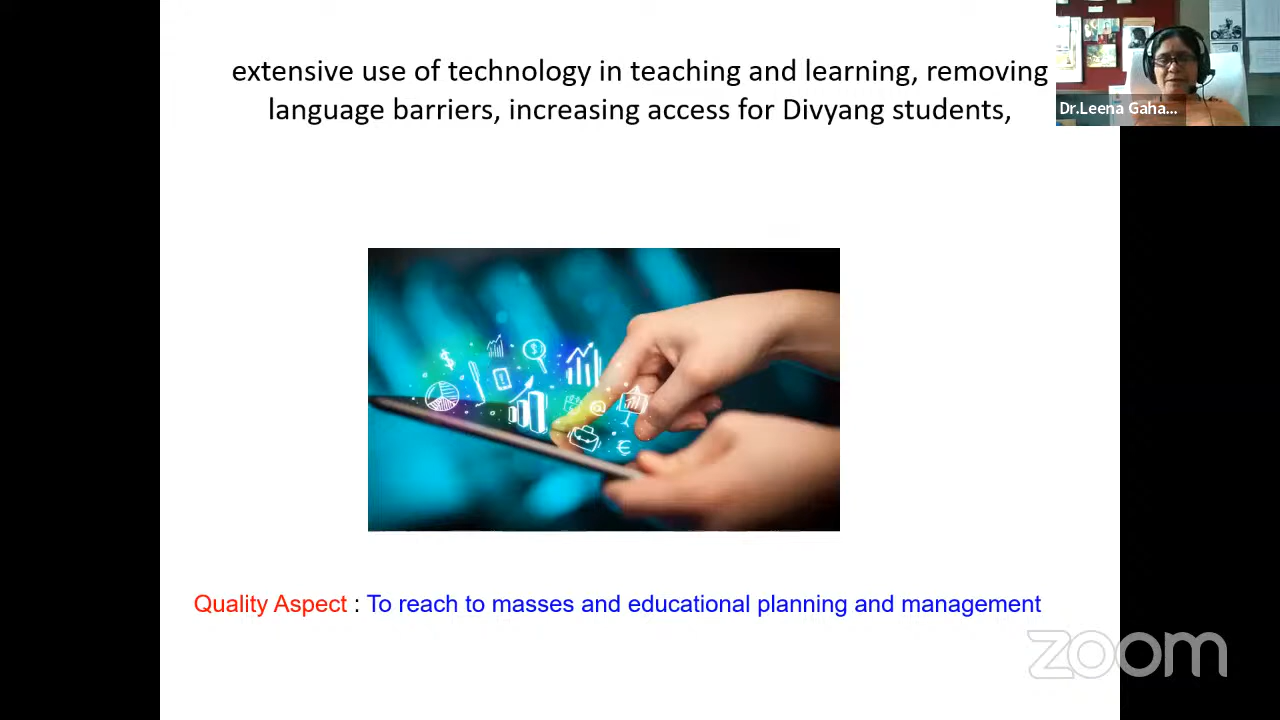 extensive use of technology in teaching and learning, removing
language barriers, increasing access for Divyang students,
Dr.Leena Gaha...
Quality Aspect : To reach to masses and educational planning and management
zoom